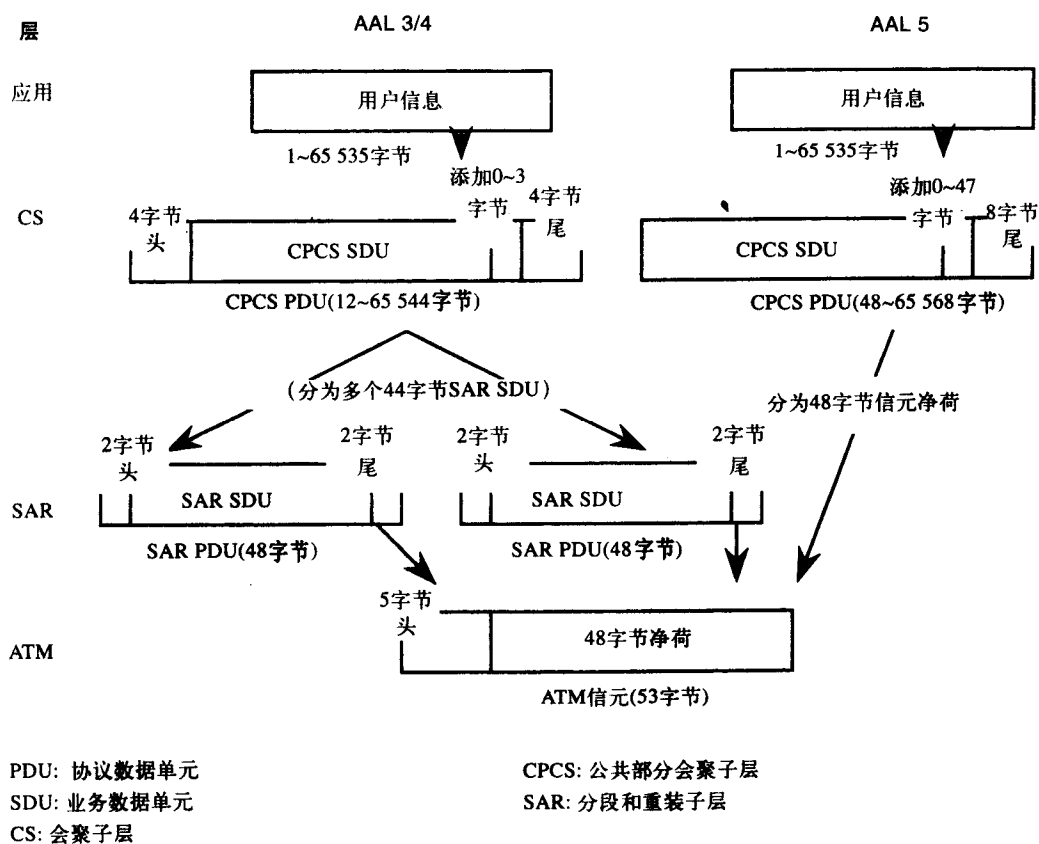 层
AAL 3/4
AAL 5
应用
用户信息
用户信息
1~65 535字节
1~65 535字节
添加0~3
字节
添加0~47
字节
CS
4字节
头
4字节
尾
8字节
尾
CPCS SDU
CPCS SDU
CPCS PDU(12~65 544字节)
CPCS PDU(48~65 568字节)
(分为多个44字节SAR SDU)
分为48字节信元净荷
2字节
头
2字节
尾
2字节
头
2字节
尾
SAR
SAR SDU
SAR SDU
SAR PDU(48字节)
SAR PDU(48字节)
5字节
头
48字节净荷
ATM
ATM信元(53字节)
PDU: 协议数据单元
CPCS: 公共部分会聚子层
SDU: 业务数据单元
SAR: 分段和重装子层
CS: 会聚子层